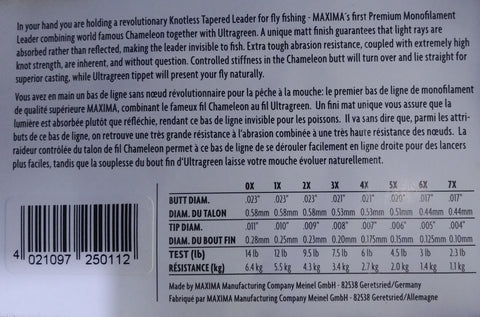 In your hand you are holding a revolutionary Knotless Tapered Leader for fly fishing - MAXIMA's first Premium Monofilament
Leader combining world famous Chameleon together with Ultragreen. A unique matt finish guarantees that light rays are
absorbed rather than reflected, making the leader invisible to fish. Extra tough abrasion resistance, coupled with extremely high
knot strength, are inherent, and without question. Controlled stiffness in the Chameleon butt will turn over and lie straight for
superior casting, while Ultragreen tippet will present your fly naturally.
Vous avez en main un bas de ligne sans nœud révolutionnaire pour la pêche à la mouche: le premier bas de ligne de monofilament
de qualité supérieure MAXIMA, combinant le fameux fil Chameleon au fil Ultragreen. Un fini mat unique vous assure que la
lumière est absorbée plutôt que réfléchie, rendant ce bas de ligne invisible pour les poissons. Il va sans dire que, parmi les attri-
buts de ce bas de ligne, on retrouve une très grande résistance à l'abrasion combinée à une très haute résistance des nœuds. La
raideur contrôlée du talon de fil Chameleon permet à ce bas de ligne de se dérouler facilement en ligne droite pour des lancers
plus faciles, tandis que la souplesse du bout fin d'Ultragreen laisse votre mouche évoluer naturellement.
0X 1X 2X 3X 4X 5X 6X 7X
BUTT DIAM. .023" .023" .023" .021" .021" .020" .017" .017"
DIAM. DU TALON 0.58mm 0.58mm 0.58mm 0.53mm 0.53mm 0.51mm 0.44mm 0.44mm
TIP DIAM. .011" .010" .009" .008" .007" .006" .005" .004"
DIAM. DU BOUT FIN 0.28mm 0.25mm 0.23mm 0.20mm 0.175mm 0.15mm 0.125mm 0.10mm
TEST (lb) 14 lb 12 lb 9.5 lb 7.5 lb 6 lb 4.5 lb 3 lb 2.3 lb
RÉSISTANCE (kg) 6.4 kg 5.5 kg 4.3 kg 3.4 kg 2.7 kg 2.0 kg 1.4 kg 1.1 kg
4 021097 250112
Made by MAXIMA Manufacturing Company Meinel GmbH - 82538 Geretsried/Germany
Fabriqué par MAXIMA Manufacturing Company Meinel GmbH - 82538 Geretsried/Allemagne